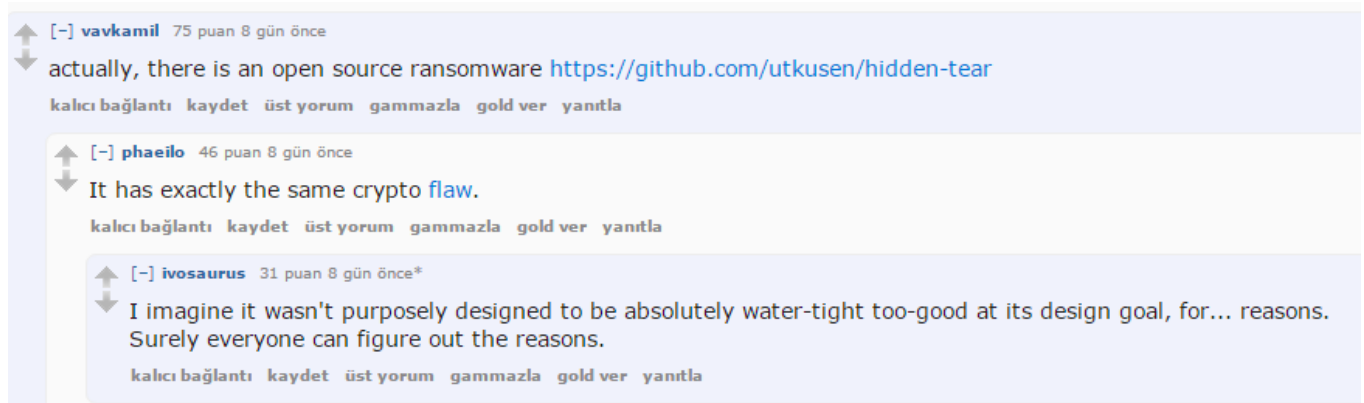 [−] vavkamil 75 puan 8 gün önce
actually, there is an open source ransomware https://github.com/utkusen/hidden-tear
kalıcı bağlantı kaydet üst yorum gammazla gold ver yanıtla
[−] phaeilo 46 puan 8 gün önce
It has exactly the same crypto flaw.
kalıcı bağlantı kaydet üst yorum gammazla gold ver yanıtla
[−] ivosaurus 31 puan 8 gün önce*
I imagine it wasn't purposely designed to be absolutely water-tight too-good at its design goal, for... reasons.
Surely everyone can figure out the reasons.
kalıcı bağlantı kaydet üst yorum gammazla gold ver yanıtla